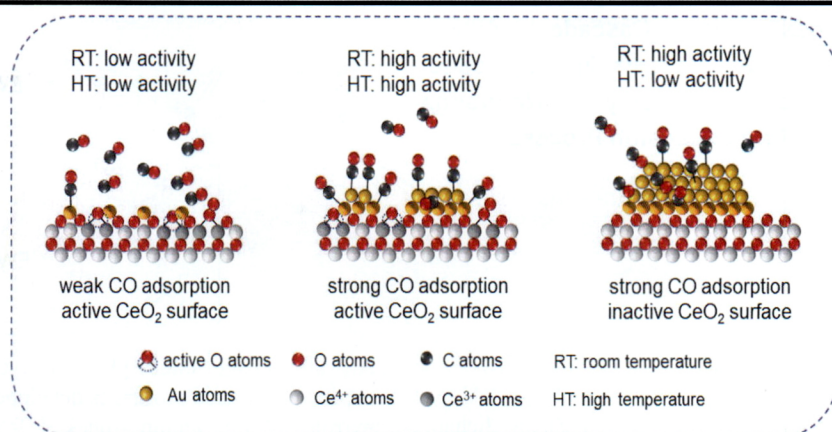 RT: low activity
HT: low activity
RT: high activity
HT: high activity
RT: high activity
HT: low activity
weak CO adsorption
active CeO₂ surface
strong CO adsorption
active CeO₂ surface
strong CO adsorption
inactive CeO₂ surface
active O atoms
O atoms
C atoms
RT: room temperature
Au atoms
Ce⁴⁺ atoms
Ce³⁺ atoms
HT: high temperature